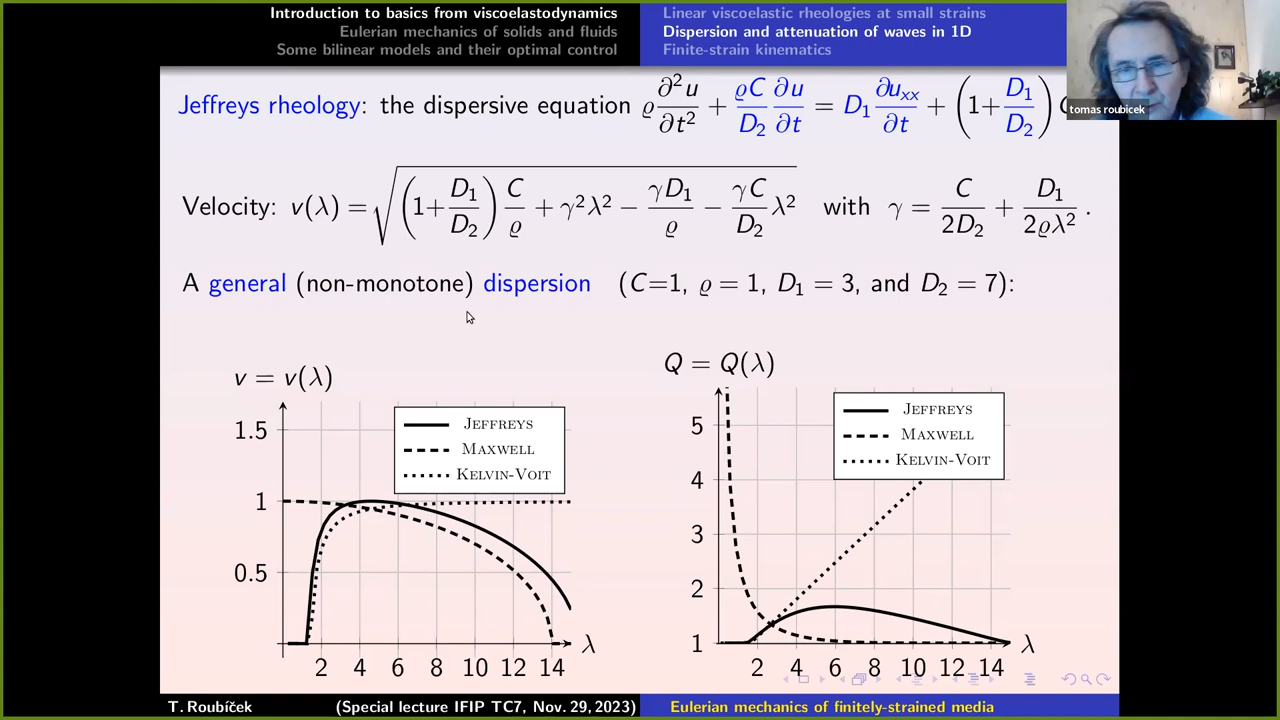 Introduction to basics from viscoelastodynamics
Eulerian mechanics of solids and fluids
Some bilinear models and their optimal control
Linear viscoelastic rheologies at small strains
Dispersion and attenuation of waves in 1D
Finite-strain kinematics
tomas roubicek
Jeffreys rheology: the dispersive equation ϱ ∂²u/∂t² + ϱC/D₂ ∂u/∂t = D₁ ∂uₓₓ/∂t + (1+D₁/D₂)
Velocity: v(λ) = √((1+D₁/D₂) C/ϱ + γ²λ² − γD₁/ϱ − γC/D₂ λ²) with γ = C/2D₂ + D₁/2ϱλ² .
A general (non-monotone) dispersion (C=1, ϱ = 1, D₁ = 3, and D₂ = 7):
v = v(λ)
1.5
1
0.5
JEFFREYS
MAXWELL
KELVIN-VOIT
2 4 6 8 10 12 14
λ
Q = Q(λ)
5
4
3
2
1
JEFFREYS
MAXWELL
KELVIN-VOIT
2 4 6 8 10 12 14
λ
T. Roubíček
(Special lecture IFIP TC7, Nov. 29, 2023)
Eulerian mechanics of finitely-strained media